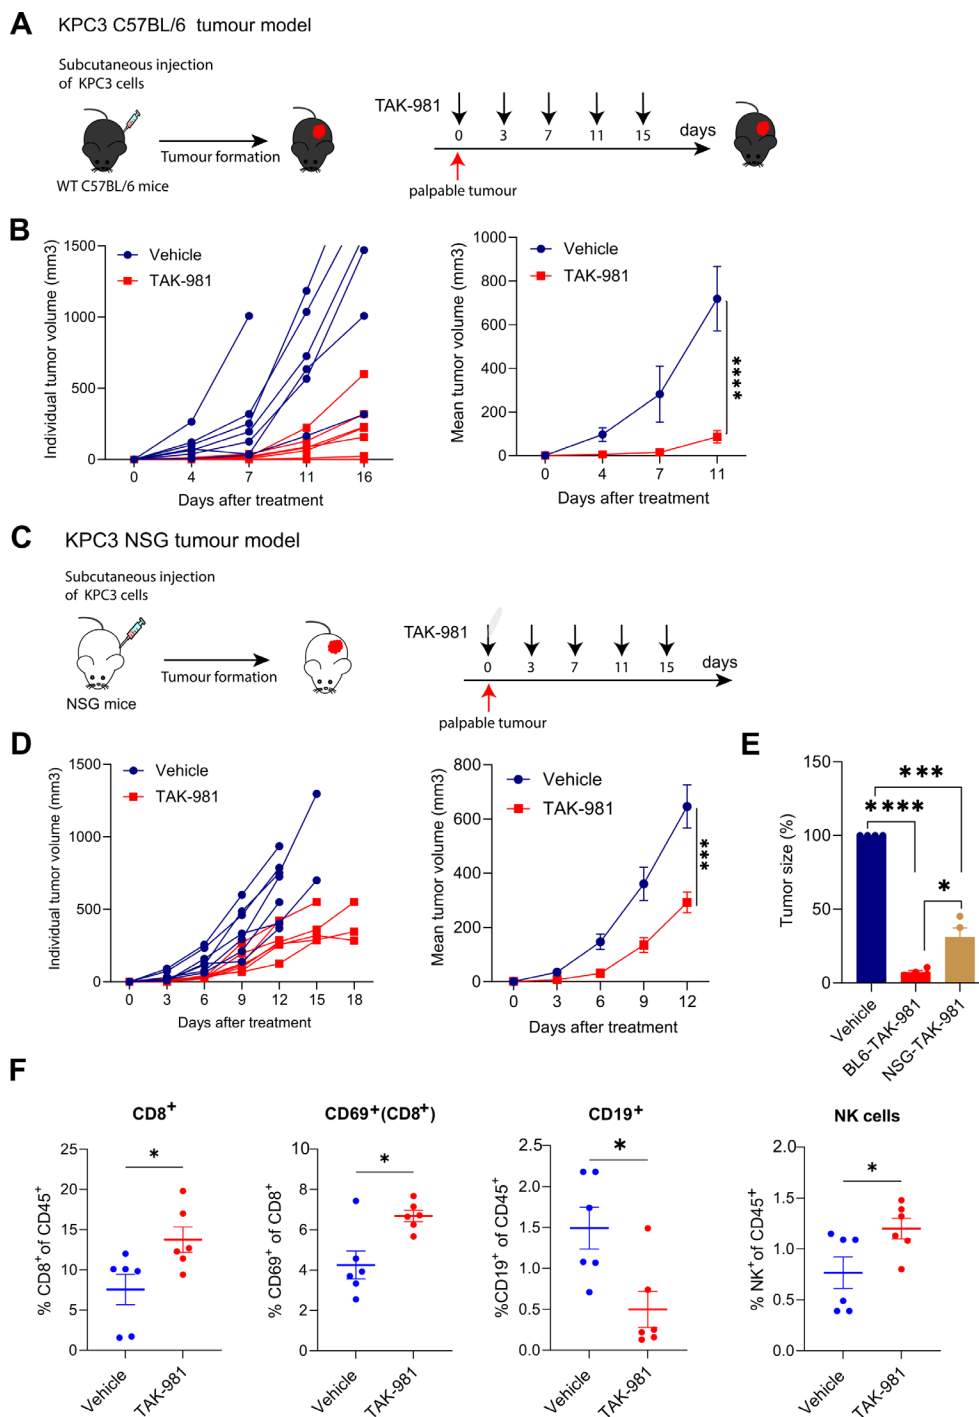 A KPC3 C57BL/6 tumour model
Subcutaneous injection
of KPC3 cells
Tumour formation
WT C57BL/6 mice
TAK-981
0 3 7 11 15 days
palpable tumour
B
Individual tumor volume (mm3)
1500
1000
500
0
Vehicle
TAK-981
0 4 7 11 16
Days after treatment
Mean tumor volume (mm3)
1000
800
600
400
200
0
Vehicle
TAK-981
****
0 4 7 11
Days after treatment
C KPC3 NSG tumour model
Subcutaneous injection
of KPC3 cells
Tumour formation
NSG mice
TAK-981
0 3 7 11 15 days
palpable tumour
D
Individual tumor volume (mm3)
1500
1000
500
0
Vehicle
TAK-981
0 3 6 9 12 15 18
Days after treatment
Mean tumor volume (mm3)
800
600
400
200
0
Vehicle
TAK-981
***
0 3 6 9 12
Days after treatment
E
Tumor size (%)
150
100
50
0
***
****
*
Vehicle
BL6-TAK-981
NSG-TAK-981
F
CD8+
% CD8+ of CD45+
25
20
15
10
5
0
*
Vehicle
TAK-981
CD69+(CD8+)
% CD69+ of CD8+
10
8
6
4
2
0
*
Vehicle
TAK-981
CD19+
%CD19+ of CD45+
2.5
2.0
1.5
1.0
0.5
0.0
*
Vehicle
TAK-981
NK cells
% NK+of CD45+
2.0
1.5
1.0
0.5
0.0
*
Vehicle
TAK-981